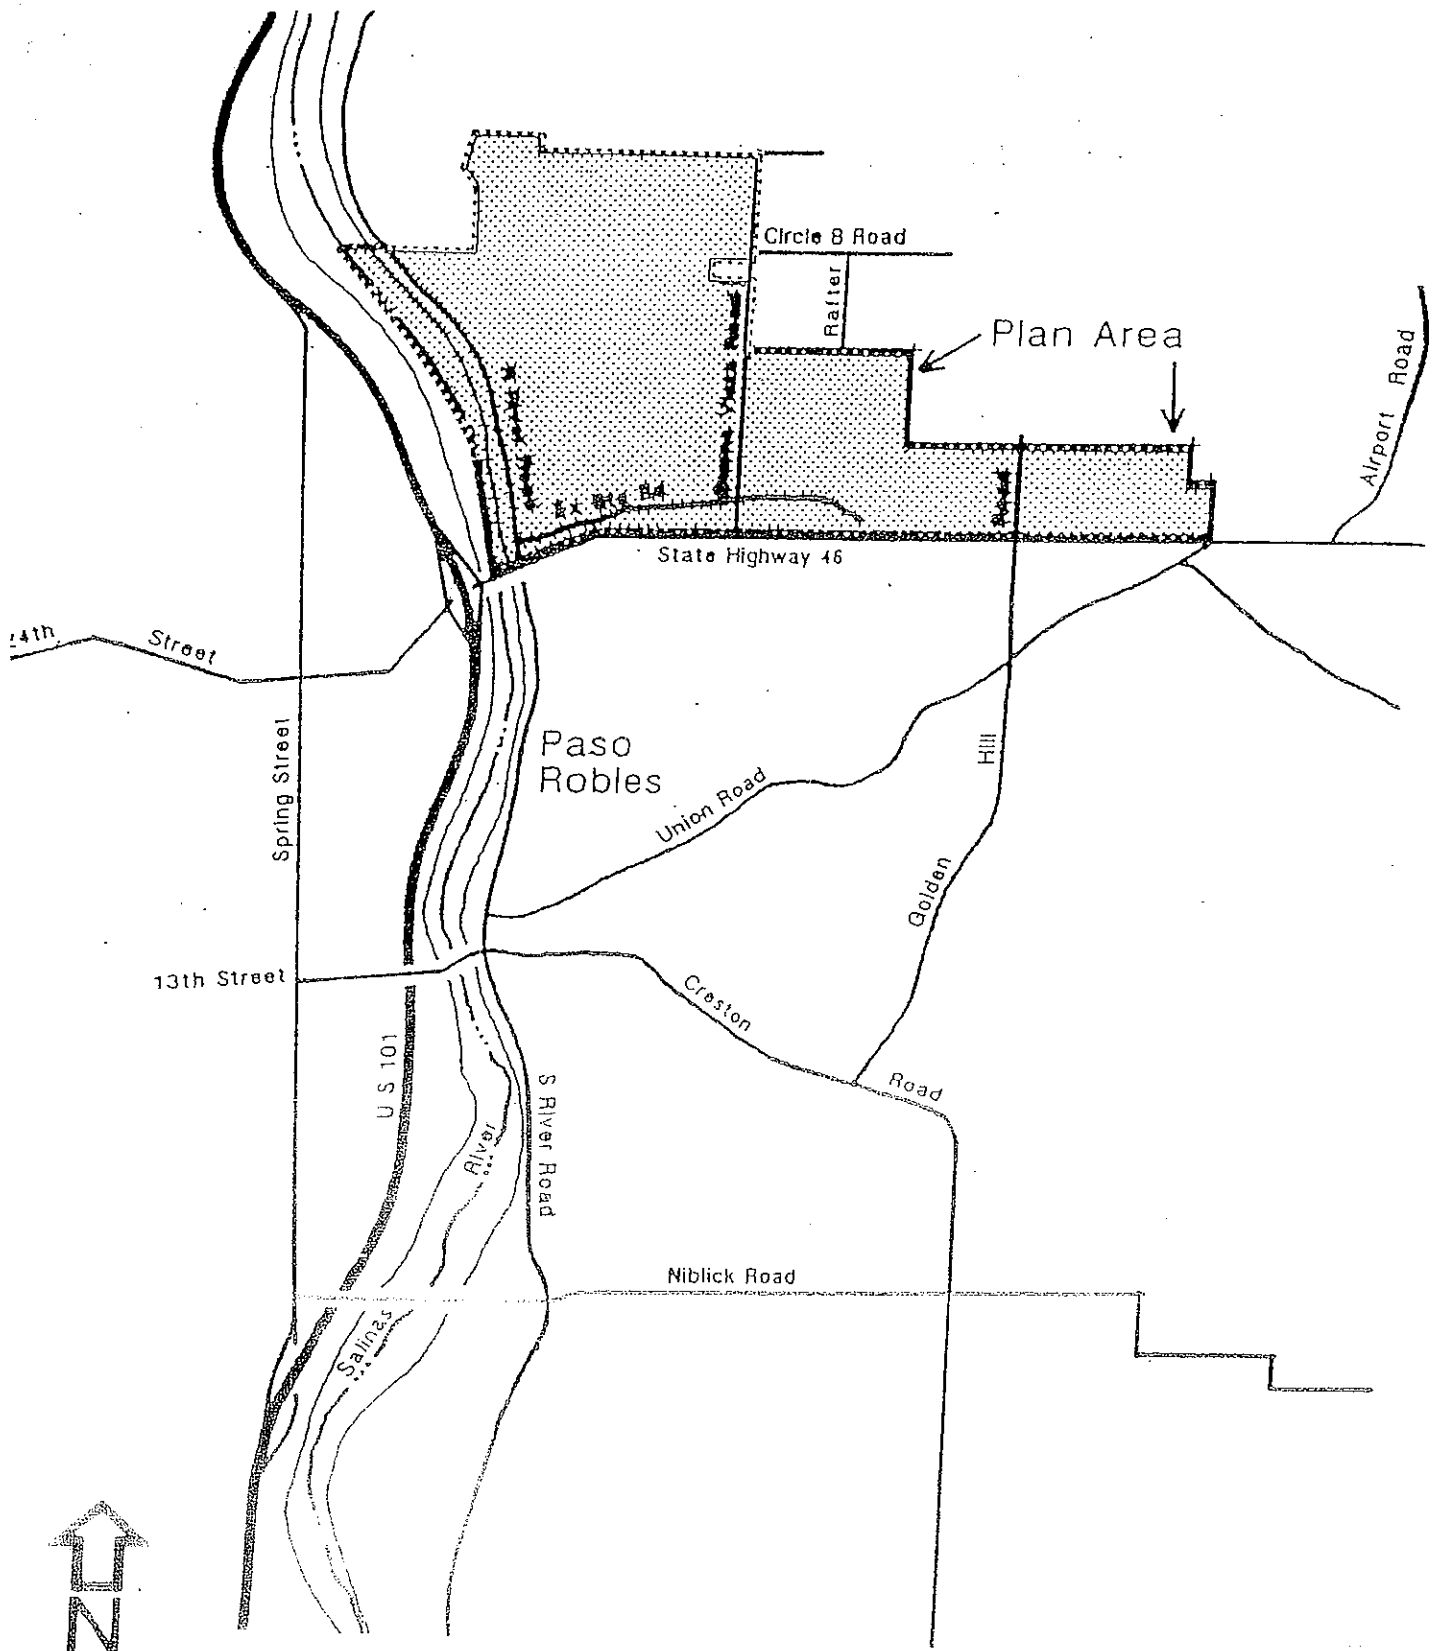 Circle B Road
Rafter
Plan Area
Airport Road
Road
State Highway 46
Street
Spring Street
Paso
Robles
Union Road
Hill
Golden
13th Street
Creston
Road
U S 101
River
S River Road
Niblick Road
Salinas
N